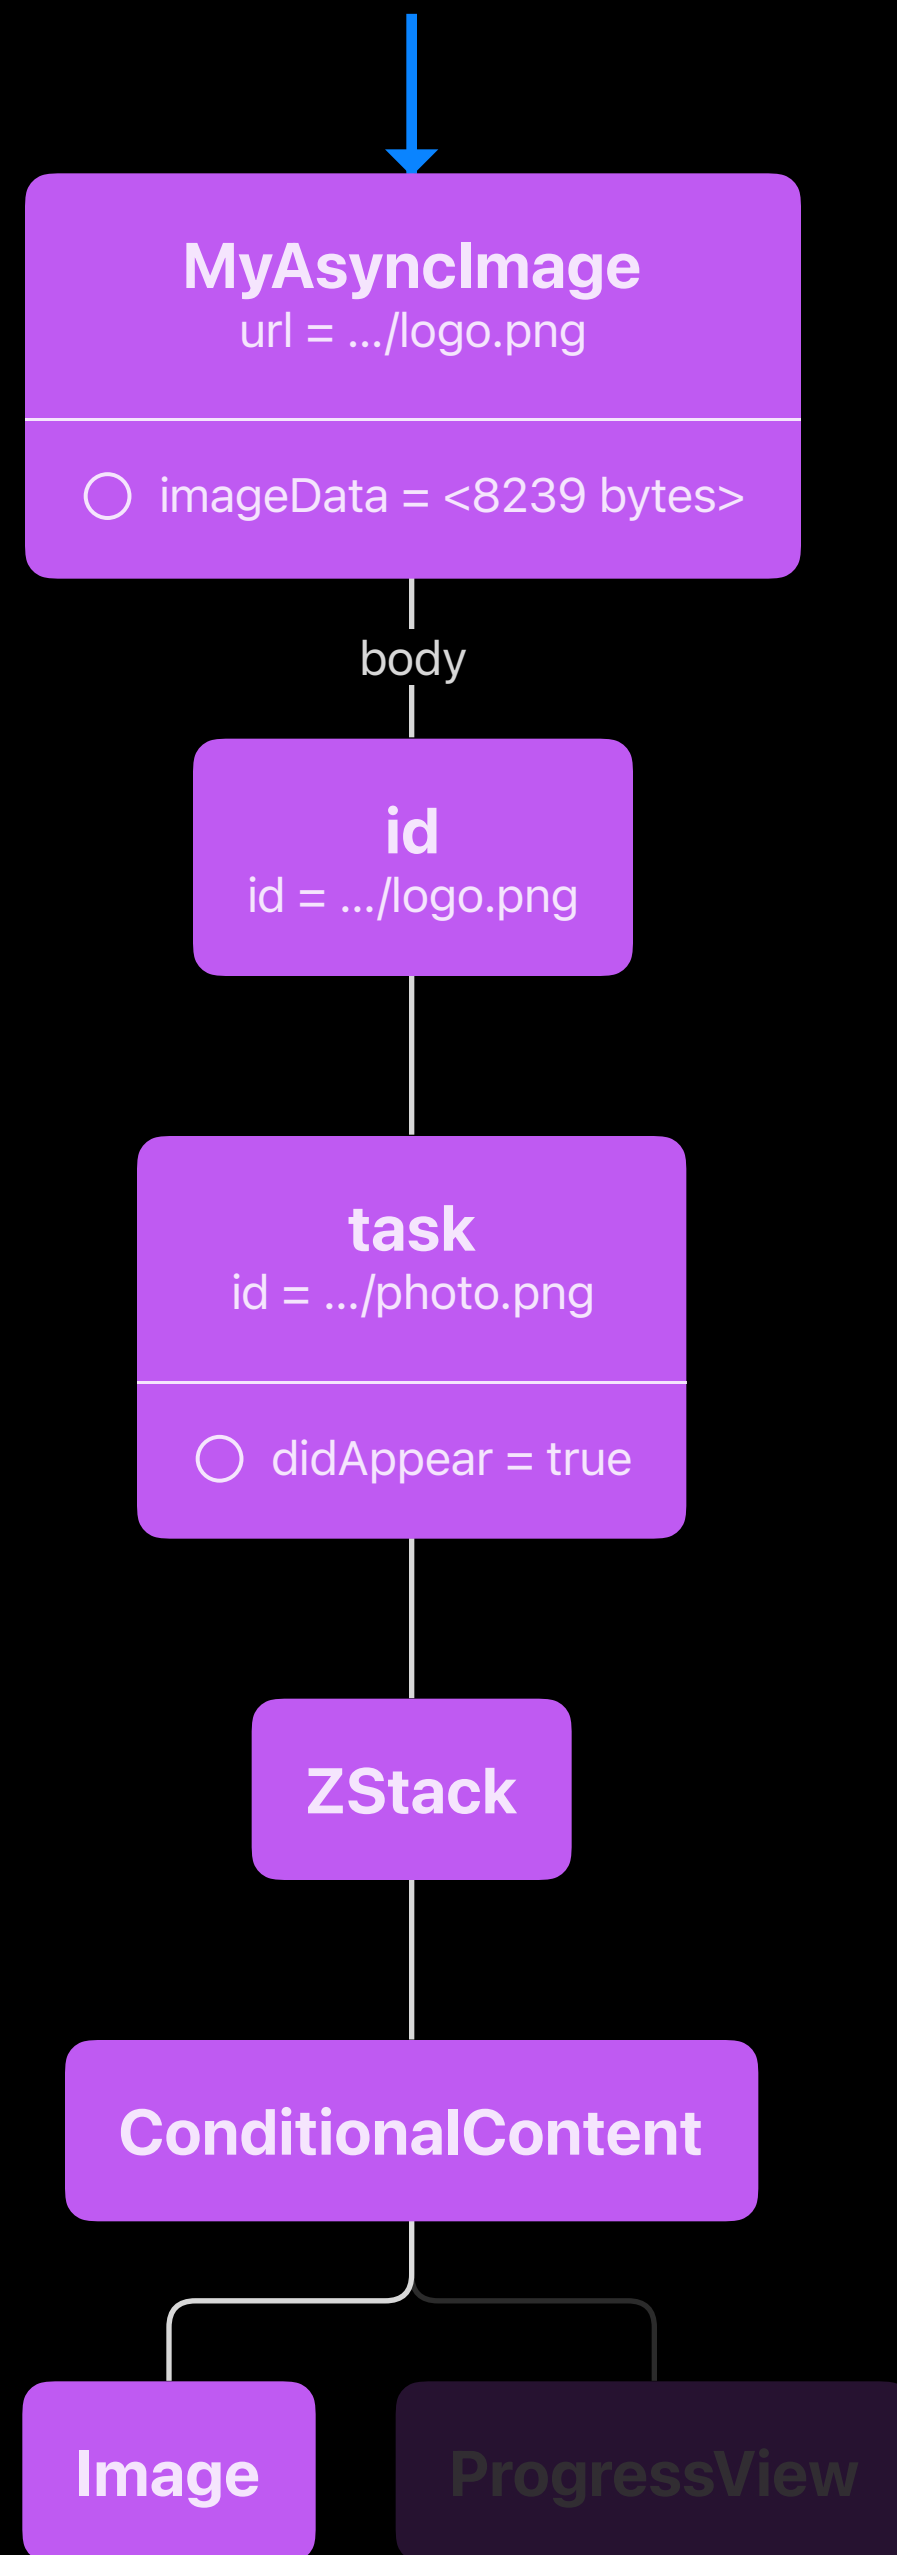 MyAsyncImage
url = .../logo.png
imageData = <8239 bytes>
body
id
id = .../logo.png
task
id = .../photo.png
didAppear = true
ZStack
ConditionalContent
Image
ProgressView